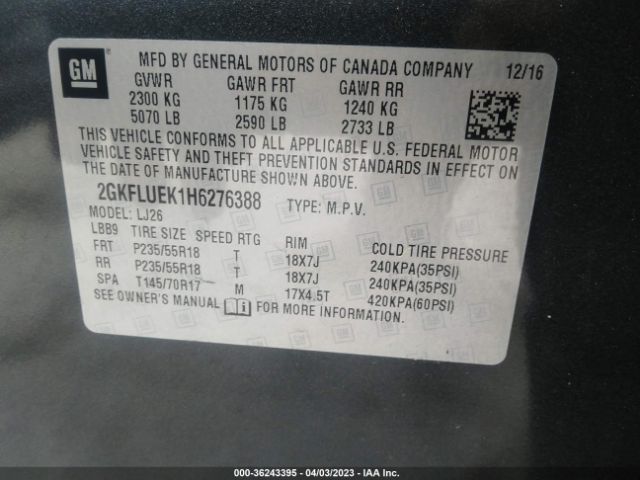 GM
MFD BY GENERAL MOTORS OF CANADA COMPANY 12/16
GVWR GAWR FRT GAWR RR
2300 KG 1175 KG 1240 KG
5070 LB 2590 LB 2733 LB
THIS VEHICLE CONFORMS TO ALL APPLICABLE U.S. FEDERAL MOTOR
VEHICLE SAFETY AND THEFT PREVENTION STANDARDS IN EFFECT ON
THE DATE OF MANUFACTURE SHOWN ABOVE.
2GKFLUEK1H6276388 TYPE: M.P.V.
MODEL: LJ26
LBB9 TIRE SIZE SPEED RTG RIM COLD TIRE PRESSURE
FRT P235/55R18 T 18X7J 240KPA(35PSI)
RR P235/55R18 T 18X7J 240KPA(35PSI)
SPA T145/70R17 M 17X4.5T 420KPA(60PSI)
SEE OWNER'S MANUAL FOR MORE INFORMATION.
000-36243395 - 04/03/2023 - IAA, Inc.